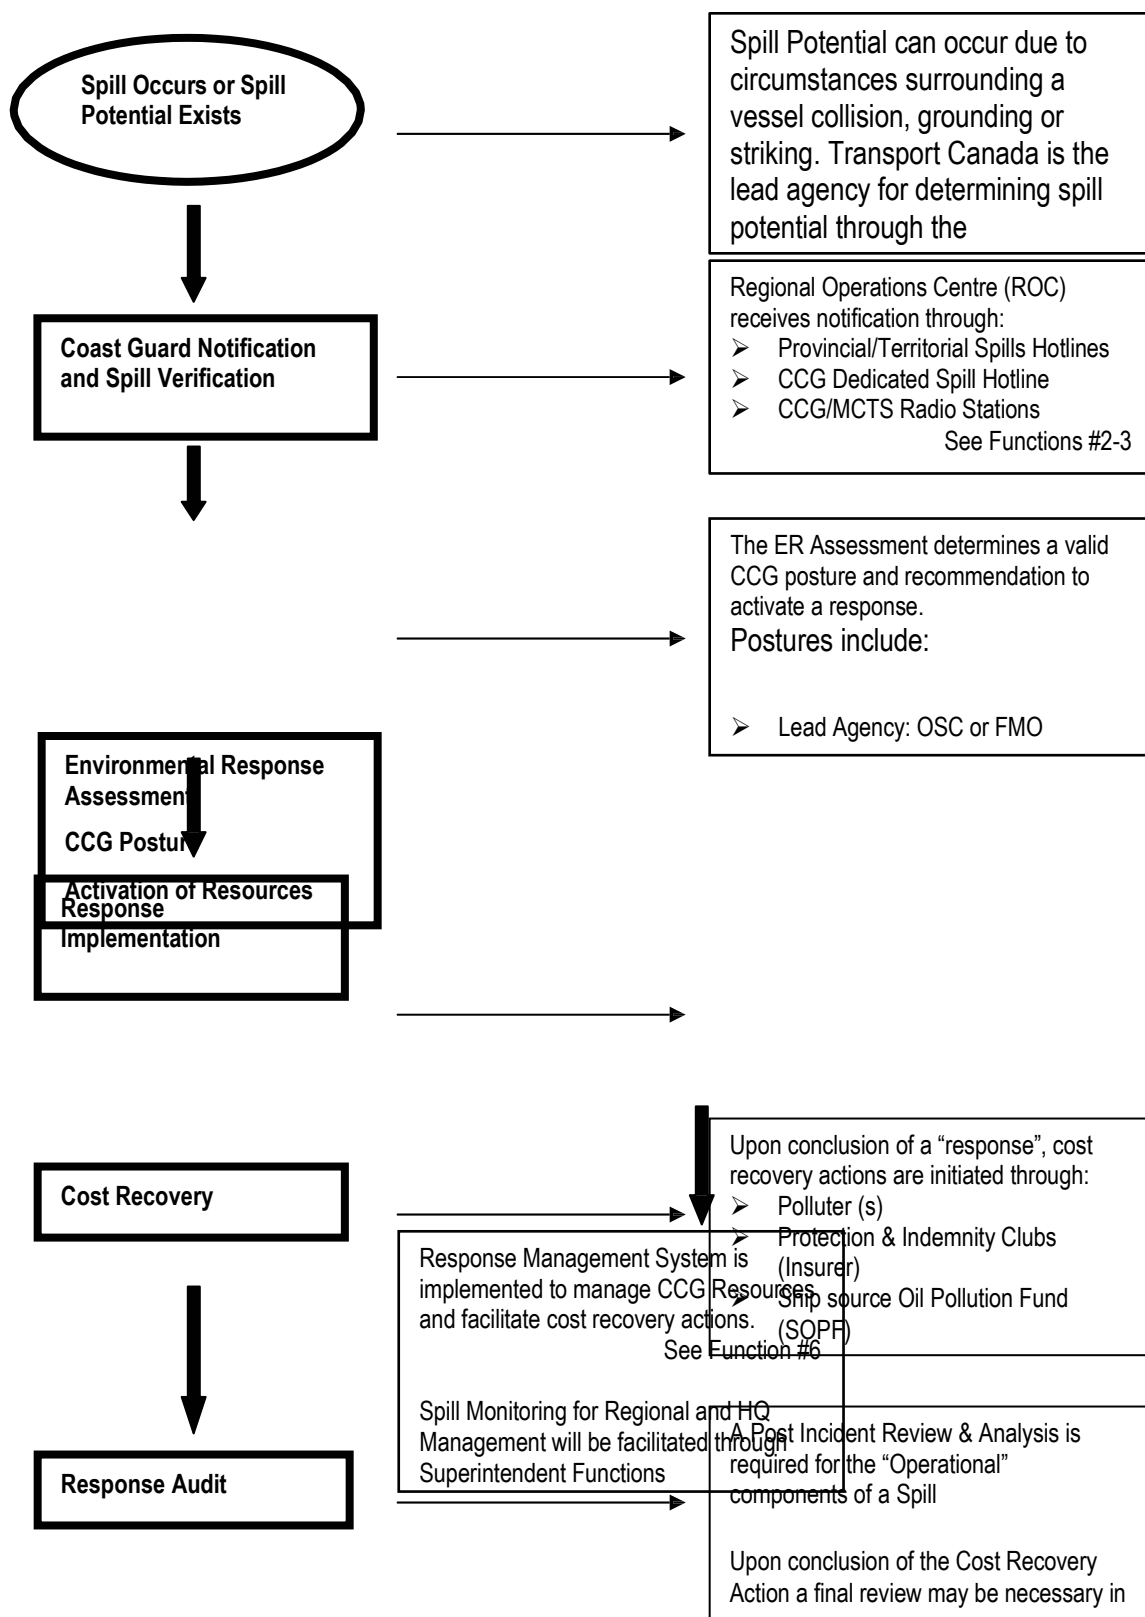 Spill Occurs or Spill
Potential Exists
Spill Potential can occur due to
circumstances surrounding a
vessel collision, grounding or
striking. Transport Canada is the
lead agency for determining spill
potential through the
Coast Guard Notification
and Spill Verification
Regional Operations Centre (ROC)
receives notification through:
➢ Provincial/Territorial Spills Hotlines
➢ CCG Dedicated Spill Hotline
➢ CCG/MCTS Radio Stations
See Functions #2-3
The ER Assessment determines a valid
CCG posture and recommendation to
activate a response.
Postures include:
➢ Lead Agency: OSC or FMO
Environmental Response
Assessment
CCG Posture
Activation of Resources
Response
Implementation
Cost Recovery
Upon conclusion of a “response”, cost
recovery actions are initiated through:
➢ Polluter (s)
➢ Protection & Indemnity Clubs
(Insurer)
➢ Ship source Oil Pollution Fund
(SOPF)
Response Management System is
implemented to manage CCG Resources
and facilitate cost recovery actions.
See Function #6
Spill Monitoring for Regional and HQ
Management will be facilitated through
Superintendent Functions
Response Audit
A Post Incident Review & Analysis is
required for the “Operational”
components of a Spill
Upon conclusion of the Cost Recovery
Action a final review may be necessary in